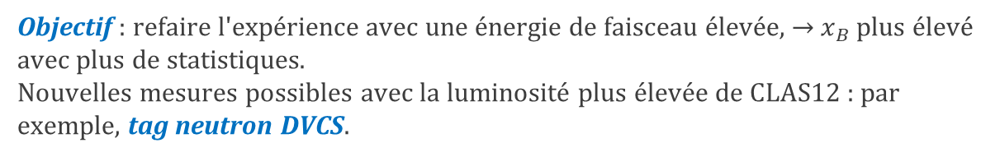 Objectif : refaire l'expérience avec une énergie de faisceau élevée, → x_B plus élevé
avec plus de statistiques.
Nouvelles mesures possibles avec la luminosité plus élevée de CLAS12 : par
exemple, tag neutron DVCS.